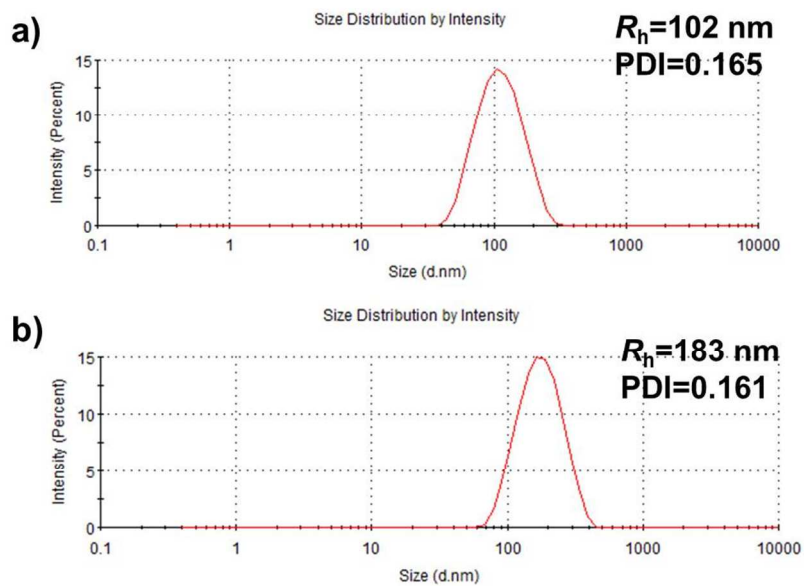 a)
Size Distribution by Intensity
Rh=102 nm
PDI=0.165
Intensity (Percent)
15
10
5
0
0.1 1 10 100 1000 10000
Size (d.nm)
b)
Size Distribution by Intensity
Rh=183 nm
PDI=0.161
Intensity (Percent)
15
10
5
0
0.1 1 10 100 1000 10000
Size (d.nm)